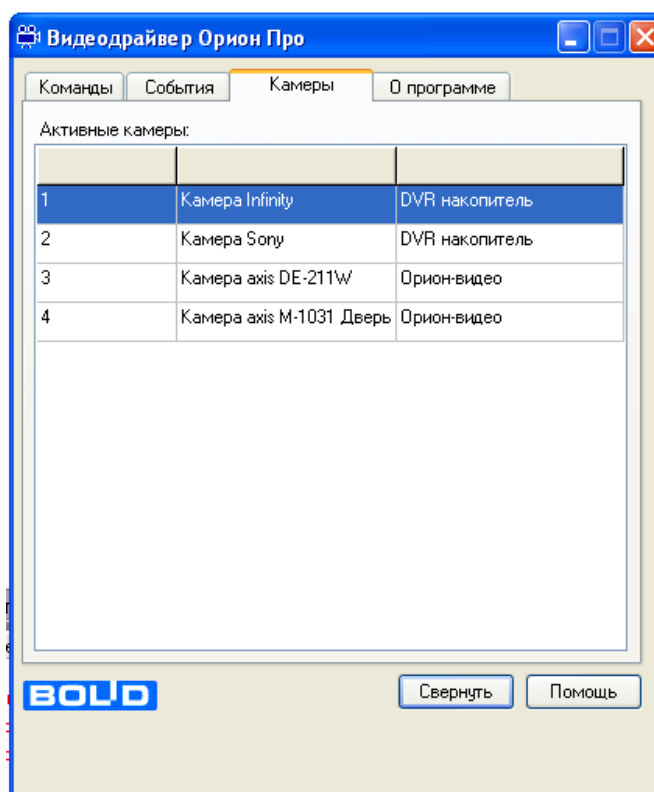 Видеодрайвер Орион Про
Команды События Камеры О программе
Активные камеры:
1 Камера Infinity DVR накопитель
2 Камера Sony DVR накопитель
3 Камера axis DE-211W Орион-видео
4 Камера axis M-1031 Дверь Орион-видео
BOLID Свернуть Помощь